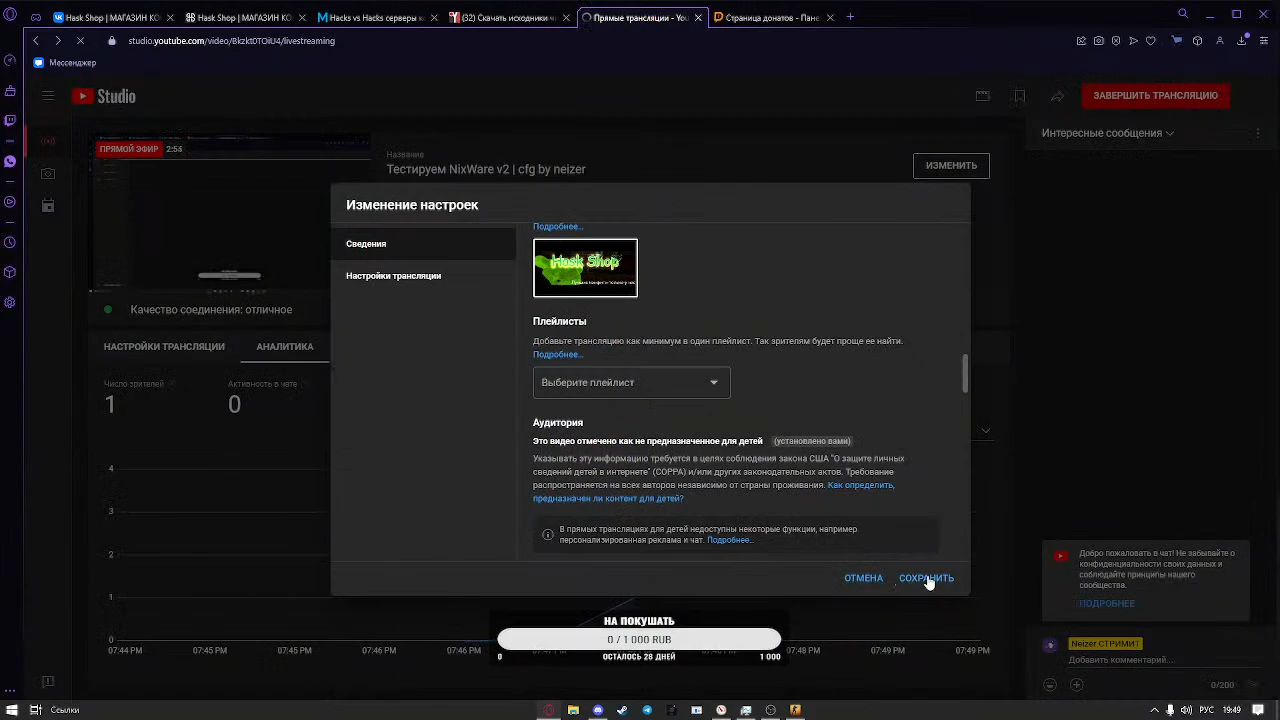 Hask Shop | МАГАЗИН КО
Hask Shop | МАГАЗИН КО
Hacks vs Hacks серверы к
(32) Скачать исходники ч
Прямые трансляции - You
Страница донатов - Пане
studio.youtube.com/video/Bkzkt0TOiU4/livestreaming
Мессенджер
Studio
ЗАВЕРШИТЬ ТРАНСЛЯЦИЮ
Интересные сообщения
ПРЯМОЙ ЭФИР 2:55
Название
Тестируем NixWare v2 | cfg by neizer
ИЗМЕНИТЬ
Качество соединения: отличное
НАСТРОЙКИ ТРАНСЛЯЦИИ
АНАЛИТИКА
Число зрителей
1
Активность в чате
0
Изменение настроек
Сведения
Настройки трансляции
Подробнее...
Hask Shop
Плейлисты
Добавьте трансляцию как минимум в один плейлист. Так зрителям будет проще ее найти.
Подробнее...
Выберите плейлист
Аудитория
Это видео отмечено как не предназначенное для детей (установлено вами)
Указывать эту информацию требуется в целях соблюдения закона США "О защите личных
сведений детей в интернете" (COPPA) и/или других законодательных актов. Требование
распространяется на всех авторов независимо от страны проживания. Как определить,
предназначен ли контент для детей?
В прямых трансляциях для детей недоступны некоторые функции, например
персонализированная реклама и чат. Подробнее...
ОТМЕНА
СОХРАНИТЬ
4
3
2
1
0
07:44 PM
07:45 PM
07:45 PM
07:46 PM
07:46 PM
07:48 PM
07:49 PM
07:49 PM
НА ПОКУШАТЬ
0 / 1 000 RUB
0
ОСТАЛОСЬ 28 ДНЕЙ
1 000
Добро пожаловать в чат! Не забывайте о
конфиденциальности своих данных и
соблюдайте принципы нашего
сообщества.
ПОДРОБНЕЕ
Neizer СТРИМИТ
Добавить комментарий...
0/200
Ссылки
РУС
19:49